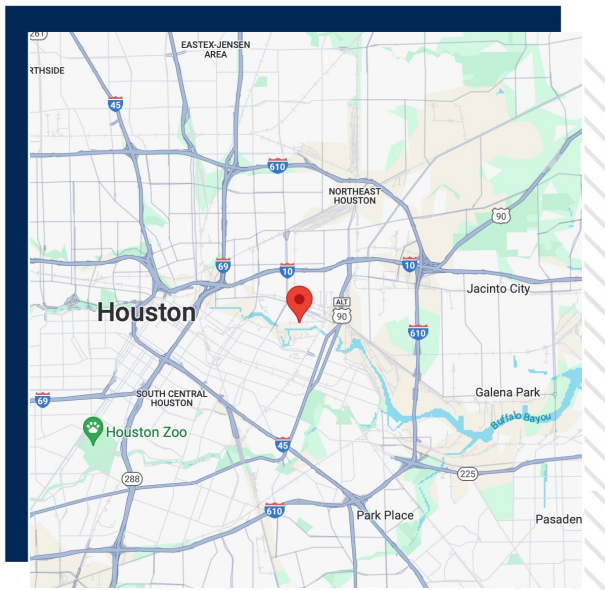 261
EASTEX-JENSEN
AREA
RTHSIDE
45
610
NORTHEAST
HOUSTON
90
69
10
10
Jacinto City
Houston
ALT
90
610
SOUTH CENTRAL
HOUSTON
69
Galena Park
Buffalo Bayou
Houston Zoo
45
288
225
610
Park Place
Pasaden